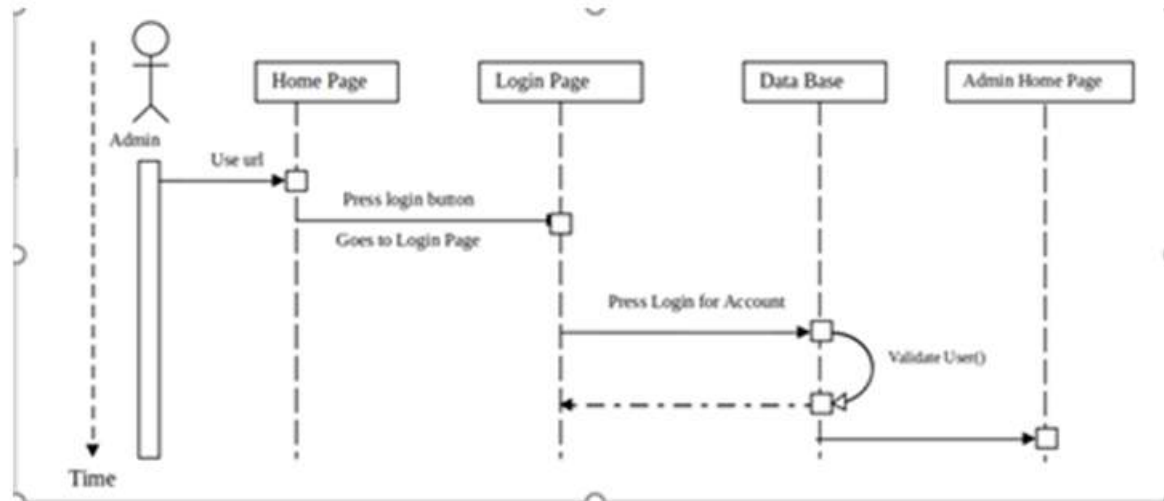 Home Page
Login Page
Data Base
Admin Home Page
Admin
Use url
Press login button
Goes to Login Page
Press Login for Account
Validate User()
Time